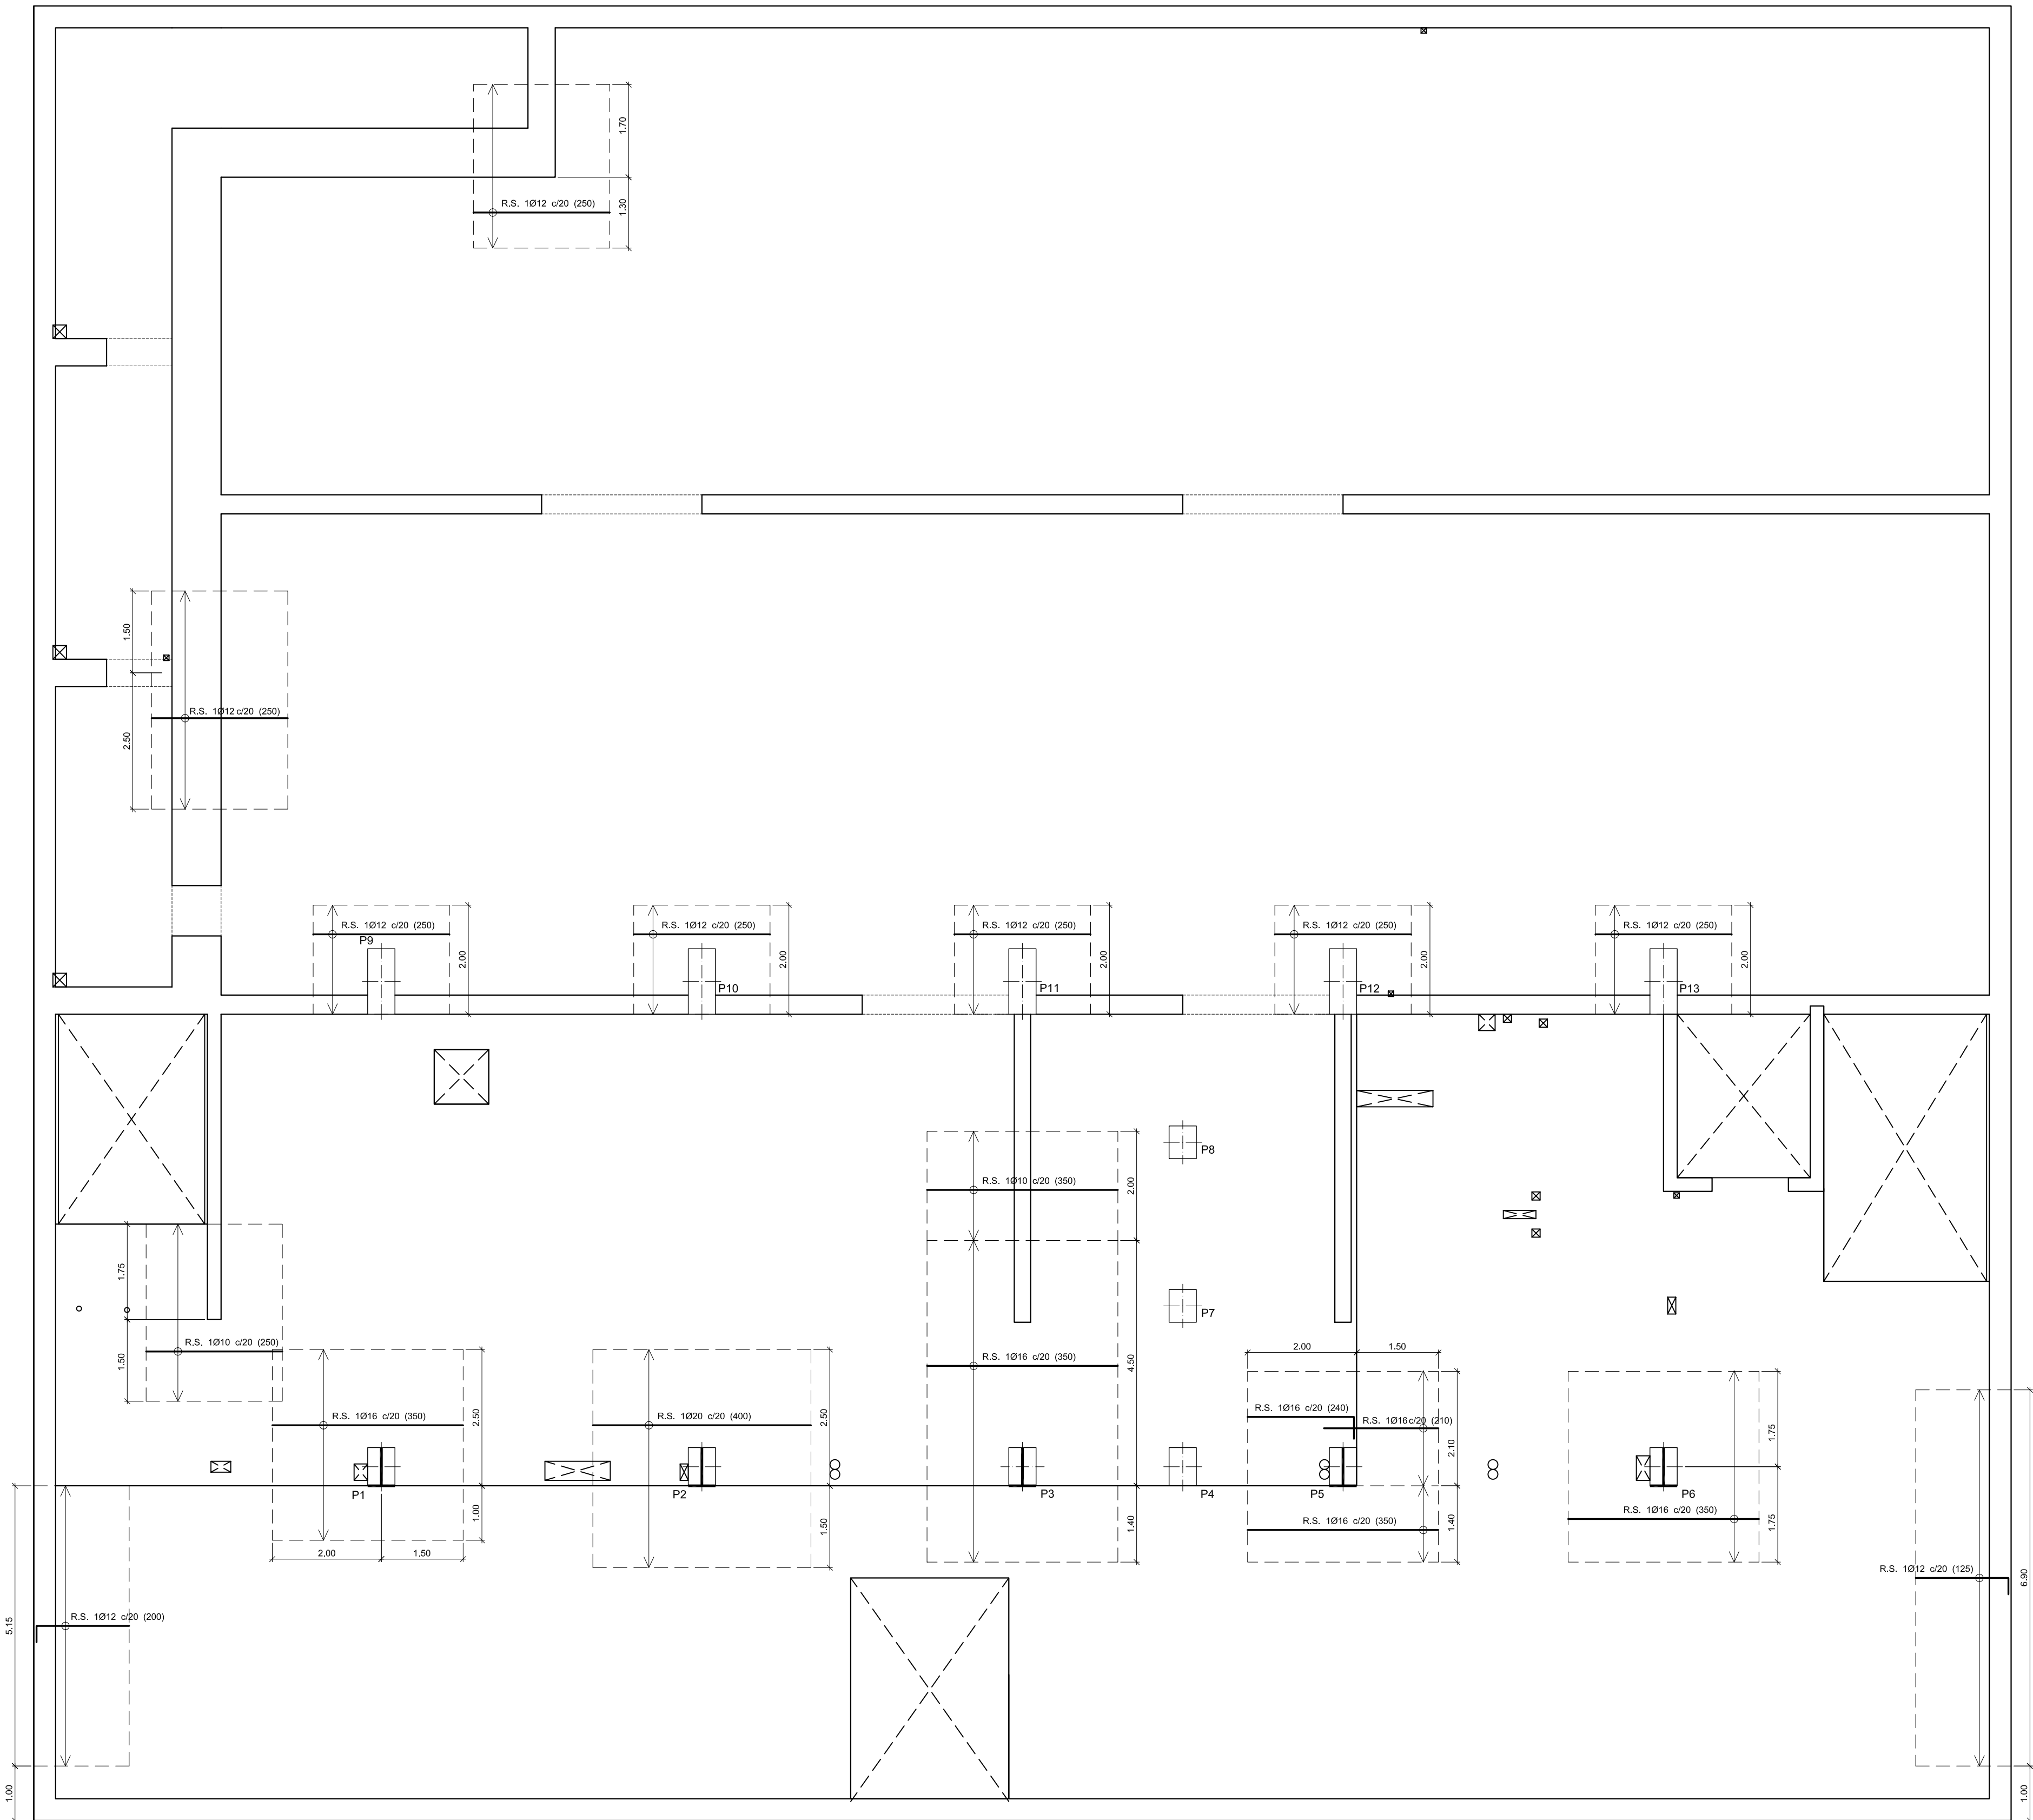 1.70
R.S. 1Ø12 c/20 (250)
1.30
1.50
R.S. 1Ø12 c/20 (250)
2.50
R.S. 1Ø12 c/20 (250)
P9
2.00
R.S. 1Ø12 c/20 (250)
2.00
P10
R.S. 1Ø12 c/20 (250)
2.00
P11
R.S. 1Ø12 c/20 (250)
2.00
P12
R.S. 1Ø12 c/20 (250)
2.00
P13
P8
R.S. 1Ø10 c/20 (350)
2.00
1.75
P7
R.S. 1Ø10 c/20 (250)
1.50
R.S. 1Ø16 c/20 (350)
4.50
2.00
1.50
R.S. 1Ø16 c/20 (350)
2.50
R.S. 1Ø20 c/20 (400)
2.50
R.S. 1Ø16 c/20 (240)
R.S. 1Ø16 c/20 (210)
2.10
1.75
P1
P2
P3
P4
P5
P6
1.00
1.50
1.40
R.S. 1Ø16 c/20 (350)
1.40
R.S. 1Ø16 c/20 (350)
1.75
2.00
1.50
R.S. 1Ø12 c/20 (125)
6.90
5.15
R.S. 1Ø12 c/20 (200)
1.00
1.00